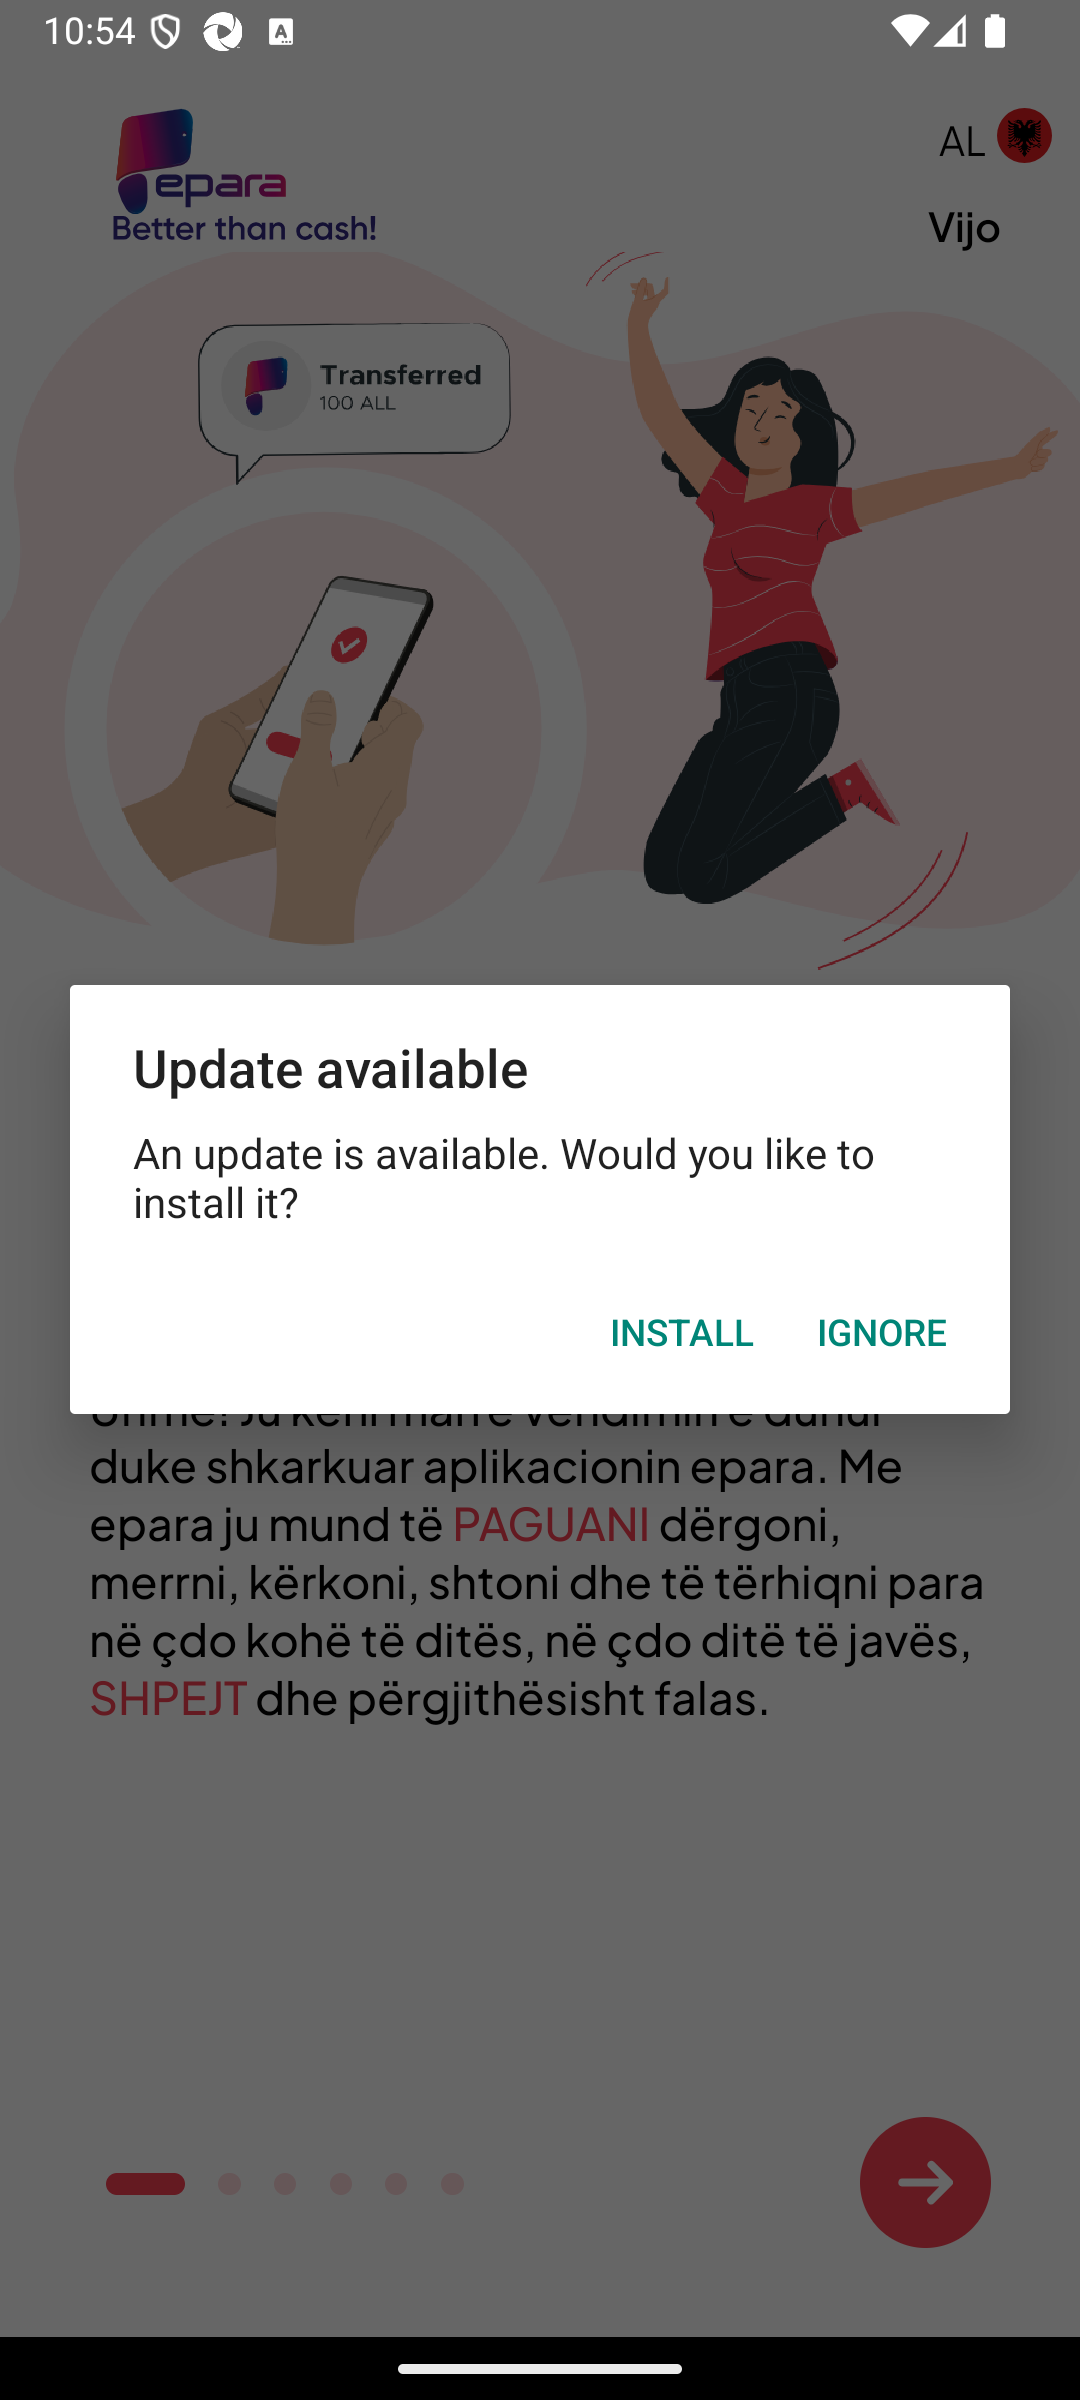 10:54
AL
epara
Better than cash!
Vijo
Transferred
100 ALL
Update available
An update is available. Would you like to
install it?
INSTALL
IGNORE
duke shkarkuar aplikacionin epara. Me
epara ju mund të PAGUANI dërgoni,
merrni, kërkoni, shtoni dhe të tërhiqni para
në çdo kohë të ditës, në çdo ditë të javës,
SHPEJT dhe përgjithësisht falas.